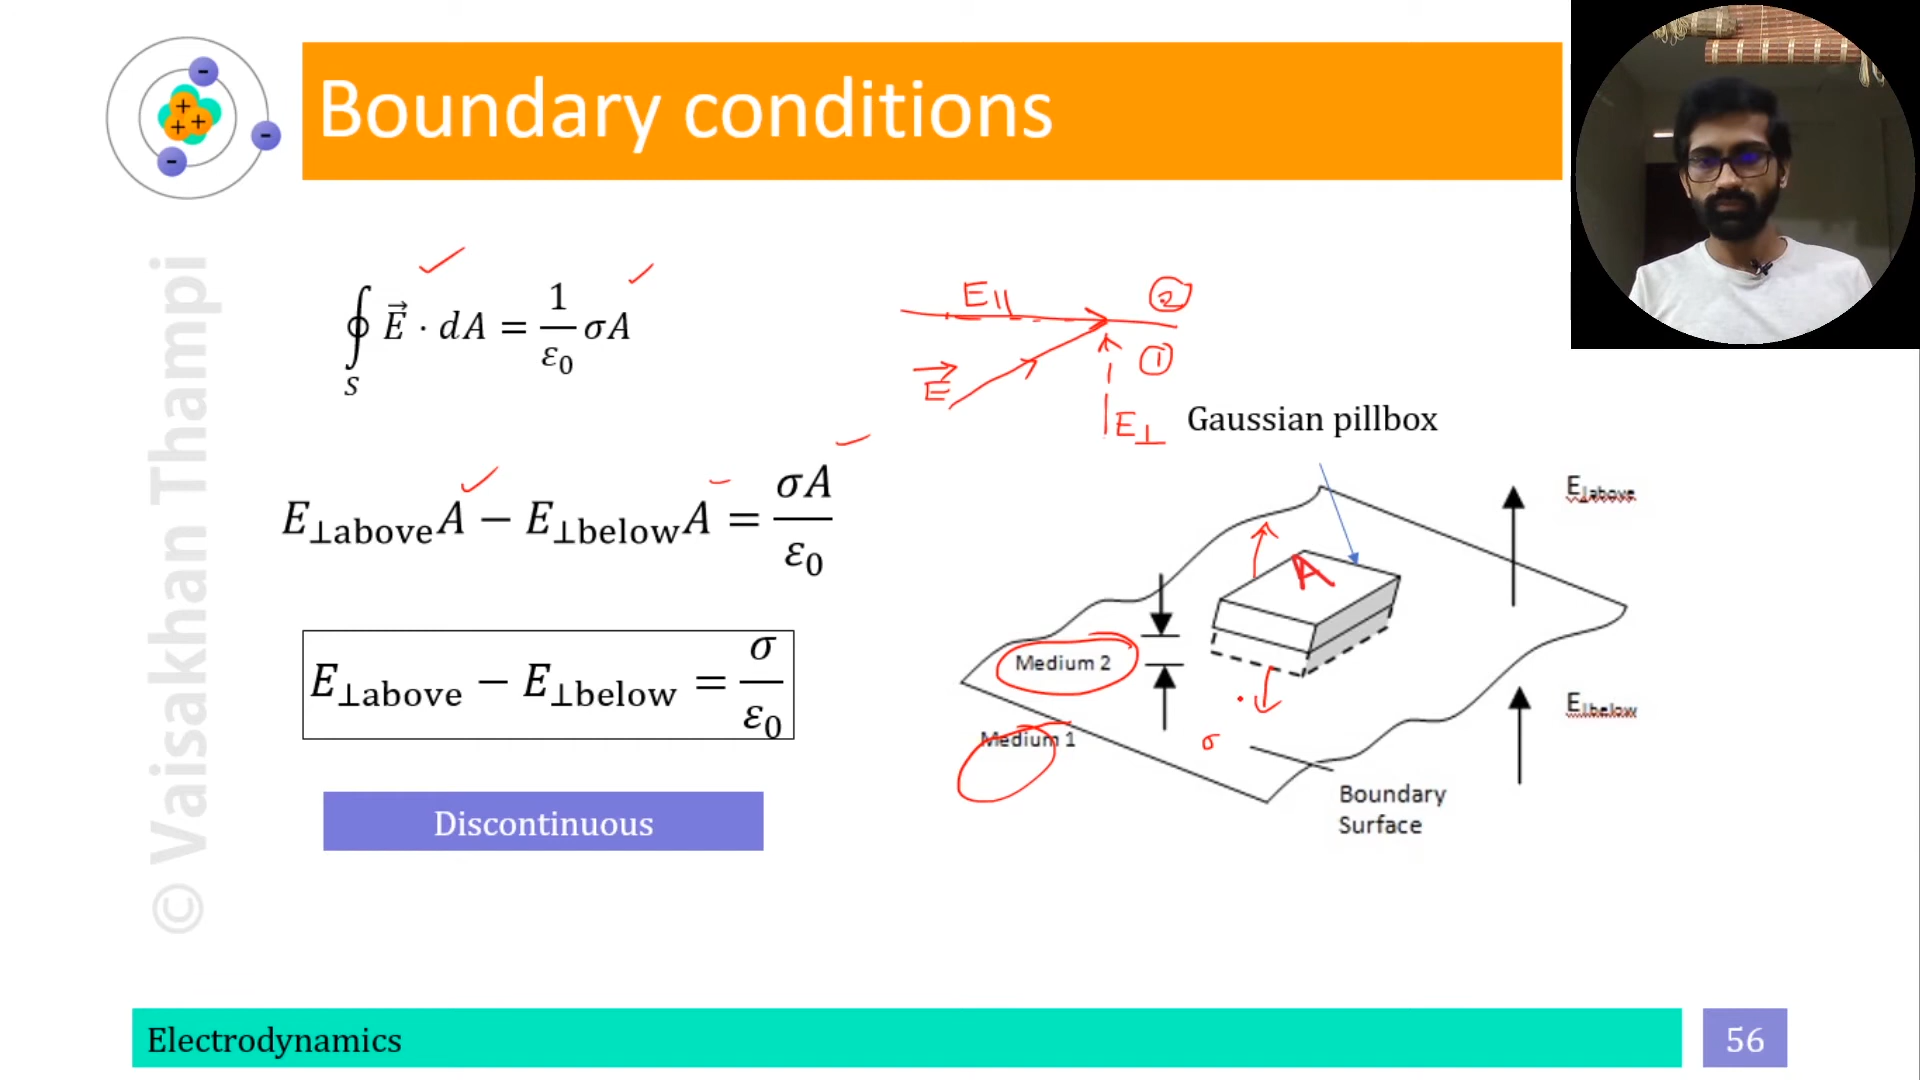 Boundary conditions
© Vaisakhan Thampi
∮S E⃗ · dA = 1/ε₀ σA
E∥
②
①
E⃗
E⊥
Gaussian pillbox
E⊥above A − E⊥below A = σA/ε₀
E⊥above
A
Medium 2
E⊥above − E⊥below = σ/ε₀
E⊥below
Medium 1
σ
Boundary
Surface
Discontinuous
Electrodynamics
56